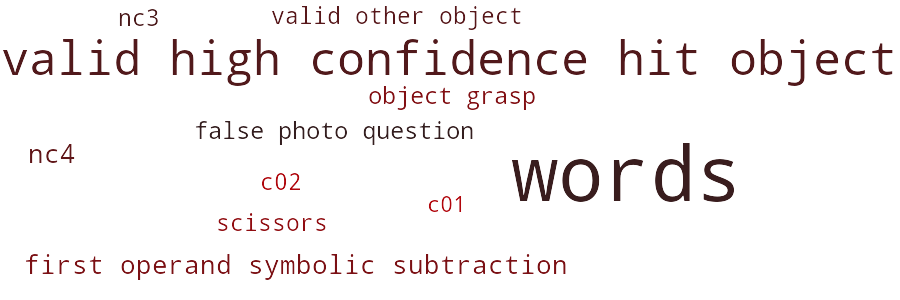 nc3
valid other object
valid high confidence hit object
object grasp
false photo question
nc4
words
c02
c01
scissors
first operand symbolic subtraction